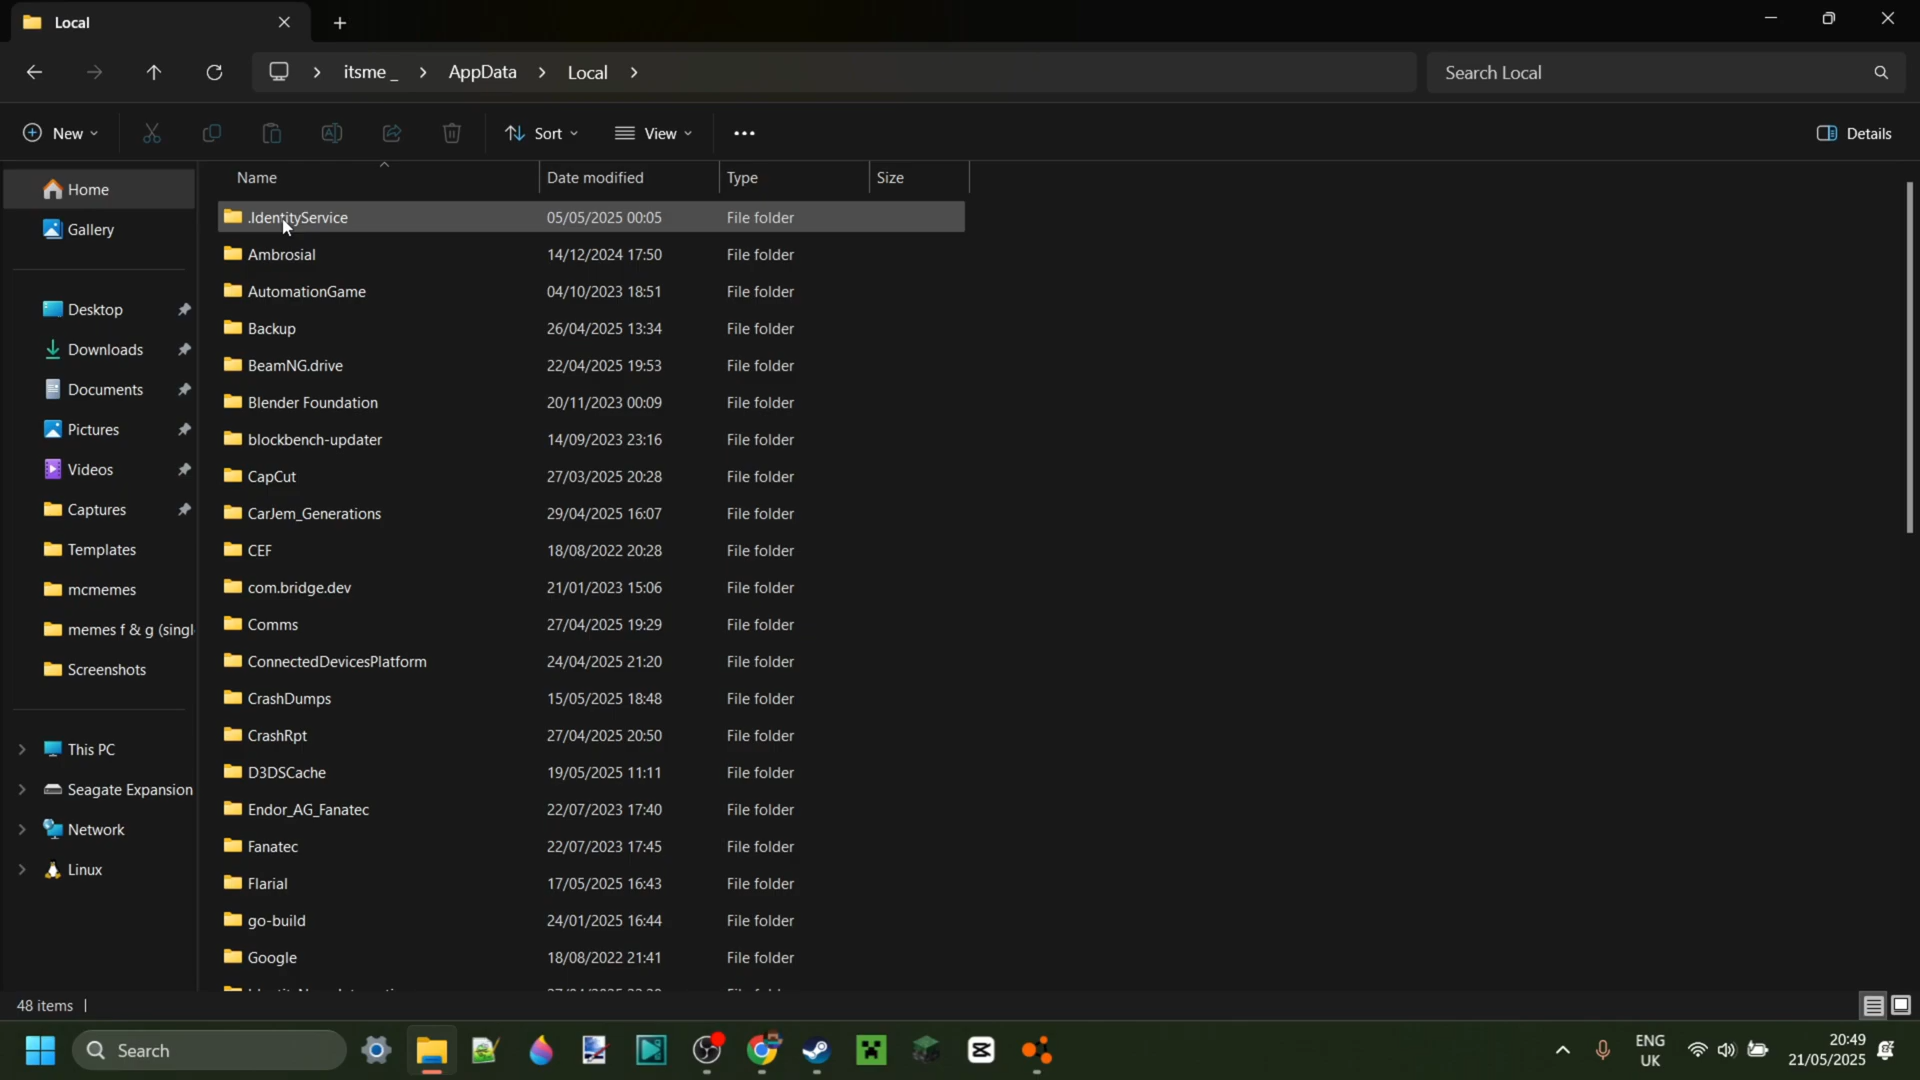 Local
itsme _ > AppData > Local >
Search Local
New
Sort
View
Details
Name
Date modified
Type
Size
Home
Gallery
Desktop
Downloads
Documents
Pictures
Videos
Captures
Templates
mcmemes
memes f & g (singl
Screenshots
This PC
Seagate Expansion
Network
Linux
.IdentityService 05/05/2025 00:05 File folder
Ambrosial 14/12/2024 17:50 File folder
AutomationGame 04/10/2023 18:51 File folder
Backup 26/04/2025 13:34 File folder
BeamNG.drive 22/04/2025 19:53 File folder
Blender Foundation 20/11/2023 00:09 File folder
blockbench-updater 14/09/2023 23:16 File folder
CapCut 27/03/2025 20:28 File folder
CarJem_Generations 29/04/2025 16:07 File folder
CEF 18/08/2022 20:28 File folder
com.bridge.dev 21/01/2023 15:06 File folder
Comms 27/04/2025 19:29 File folder
ConnectedDevicesPlatform 24/04/2025 21:20 File folder
CrashDumps 15/05/2025 18:48 File folder
CrashRpt 27/04/2025 20:50 File folder
D3DSCache 19/05/2025 11:11 File folder
Endor_AG_Fanatec 22/07/2023 17:40 File folder
Fanatec 22/07/2023 17:45 File folder
Flarial 17/05/2025 16:43 File folder
go-build 24/01/2025 16:44 File folder
Google 18/08/2022 21:41 File folder
48 items
Search
ENG
UK
20:49
21/05/2025